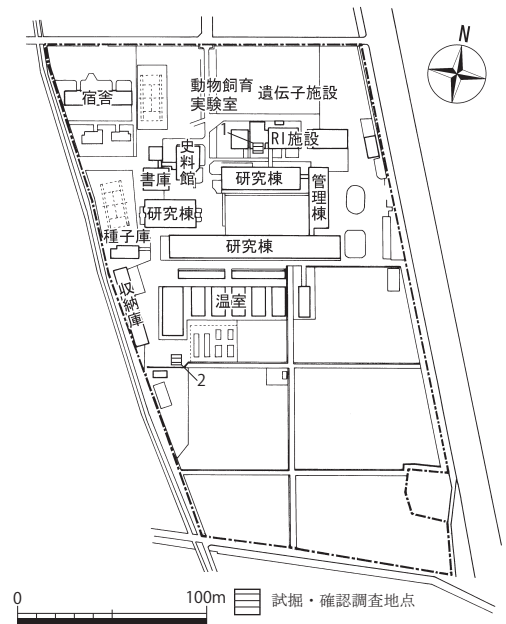 N
宿舎
動物飼育
実験室
遺伝子施設
1
RI施設
史料館
書庫
研究棟
管理棟
研究棟
種子庫
研究棟
収納庫
温室
2
0
100m
試掘・確認調査地点